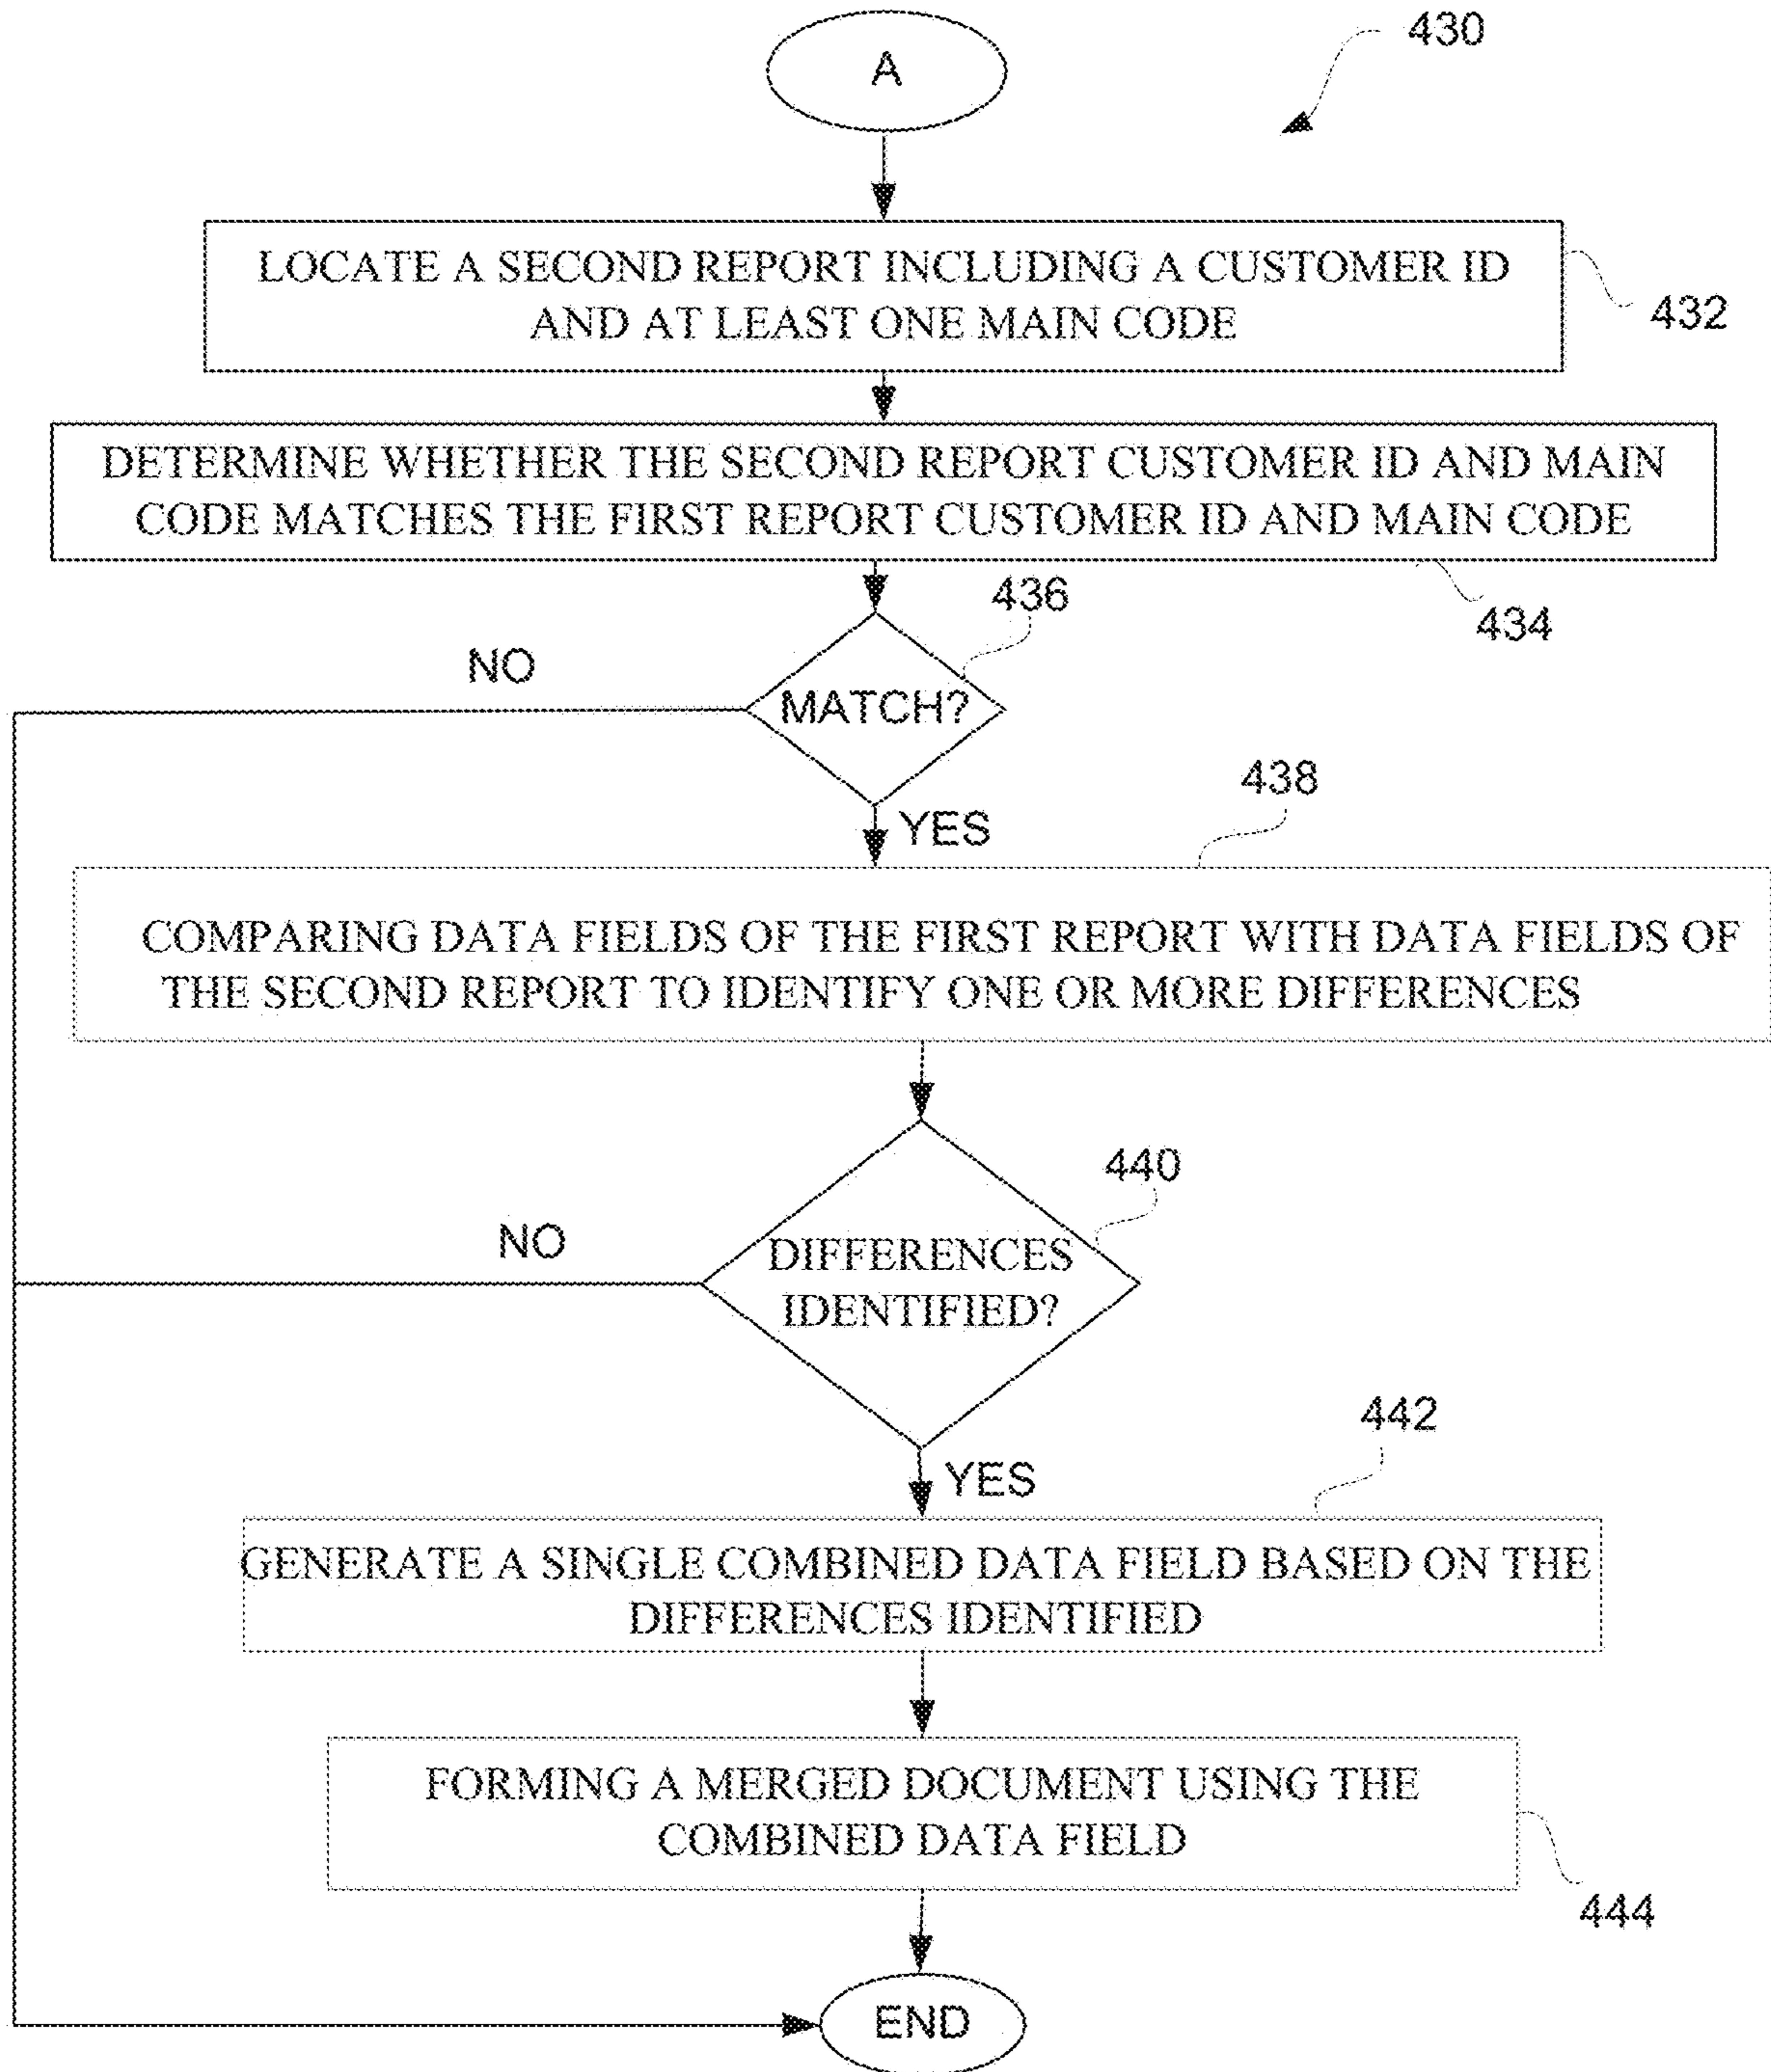 A
430
LOCATE A SECOND REPORT INCLUDING A CUSTOMER ID
AND AT LEAST ONE MAIN CODE
432
DETERMINE WHETHER THE SECOND REPORT CUSTOMER ID AND MAIN
CODE MATCHES THE FIRST REPORT CUSTOMER ID AND MAIN CODE
434
436
MATCH?
NO
YES
438
COMPARING DATA FIELDS OF THE FIRST REPORT WITH DATA FIELDS OF
THE SECOND REPORT TO IDENTIFY ONE OR MORE DIFFERENCES
440
DIFFERENCES
IDENTIFIED?
NO
YES
442
GENERATE A SINGLE COMBINED DATA FIELD BASED ON THE
DIFFERENCES IDENTIFIED
FORMING A MERGED DOCUMENT USING THE
COMBINED DATA FIELD
444
END